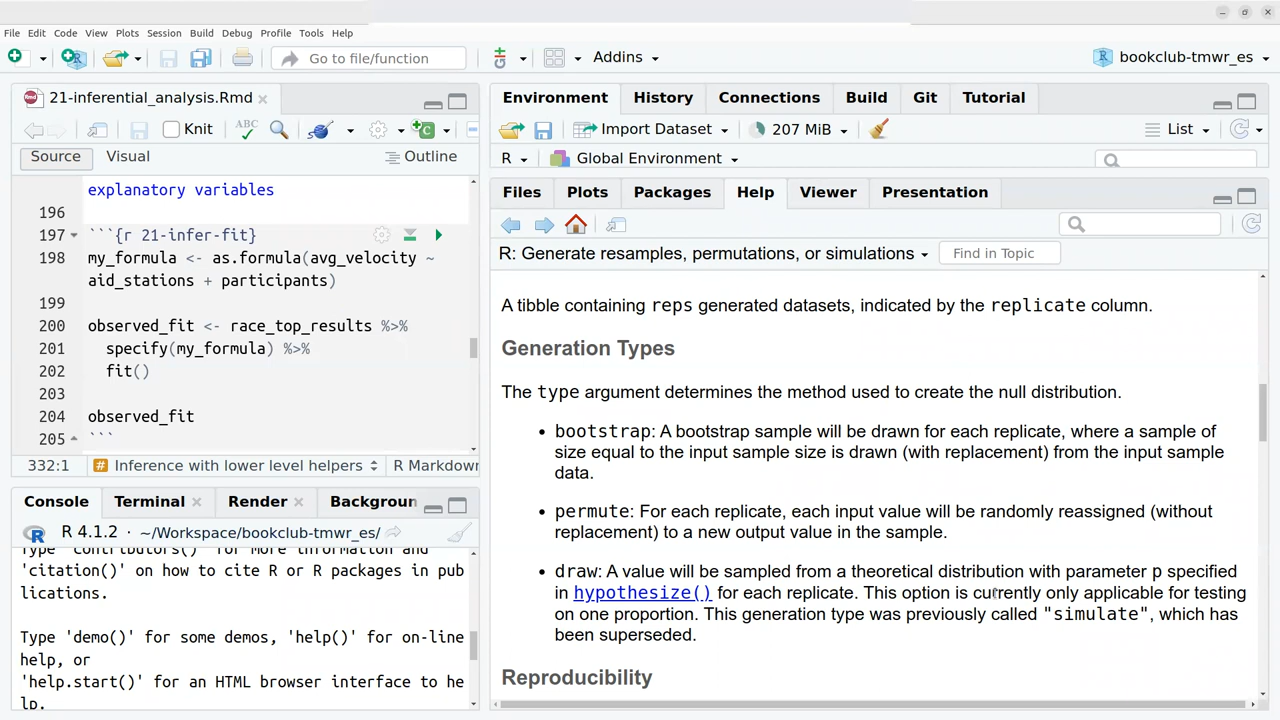 File Edit Code View Plots Session Build Debug Profile Tools Help
Go to file/function
Addins
bookclub-tmwr_es
21-inferential_analysis.Rmd
Knit
Source Visual
Outline
explanatory variables
196
197 ```{r 21-infer-fit}
198 my_formula <- as.formula(avg_velocity ~
aid_stations + participants)
199
200 observed_fit <- race_top_results %>%
201 specify(my_formula) %>%
202 fit()
203
204 observed_fit
205 ```
332:1 # Inference with lower level helpers R Markdown
Console Terminal Render Backgroun
R 4.1.2 · ~/Workspace/bookclub-tmwr_es/
Type 'contributors()' for more information and
'citation()' on how to cite R or R packages in pub
lications.
Type 'demo()' for some demos, 'help()' for on-line
help, or
'help.start()' for an HTML browser interface to he
lp.
Environment History Connections Build Git Tutorial
Import Dataset 207 MiB List
R Global Environment
Files Plots Packages Help Viewer Presentation
R: Generate resamples, permutations, or simulations Find in Topic
A tibble containing reps generated datasets, indicated by the replicate column.
Generation Types
The type argument determines the method used to create the null distribution.
• bootstrap: A bootstrap sample will be drawn for each replicate, where a sample of
size equal to the input sample size is drawn (with replacement) from the input sample
data.
• permute: For each replicate, each input value will be randomly reassigned (without
replacement) to a new output value in the sample.
• draw: A value will be sampled from a theoretical distribution with parameter p specified
in hypothesize() for each replicate. This option is currently only applicable for testing
on one proportion. This generation type was previously called "simulate", which has
been superseded.
Reproducibility